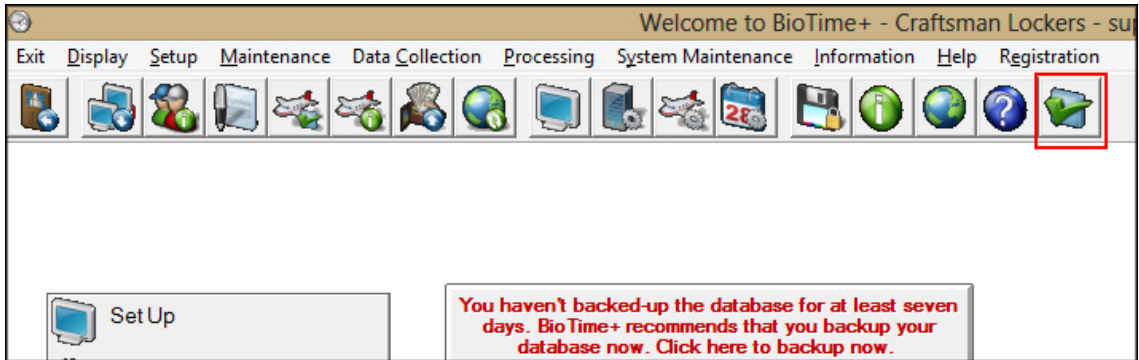 Welcome to BioTime+ - Craftsman Lockers - sup
Exit Display Setup Maintenance Data Collection Processing System Maintenance Information Help Registration
28
Set Up
You haven't backed-up the database for at least seven
days. BioTime+ recommends that you backup your
database now. Click here to backup now.